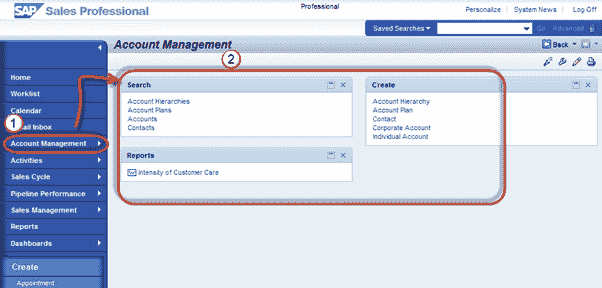 Professional
SAP Sales Professional
Personalize | System News | Log Off
Saved Searches Go Advanced
Account Management
Back
2
Home
Worklist
Calendar
1
ail Inbox
Account Management
Activities
Sales Cycle
Pipeline Performance
Sales Management
Reports
Dashboards
Create
Appointment
Search
Account Hierarchies
Account Plans
Accounts
Contacts
Reports
Intensity of Customer Care
Create
Account Hierarchy
Account Plan
Contact
Corporate Account
Individual Account